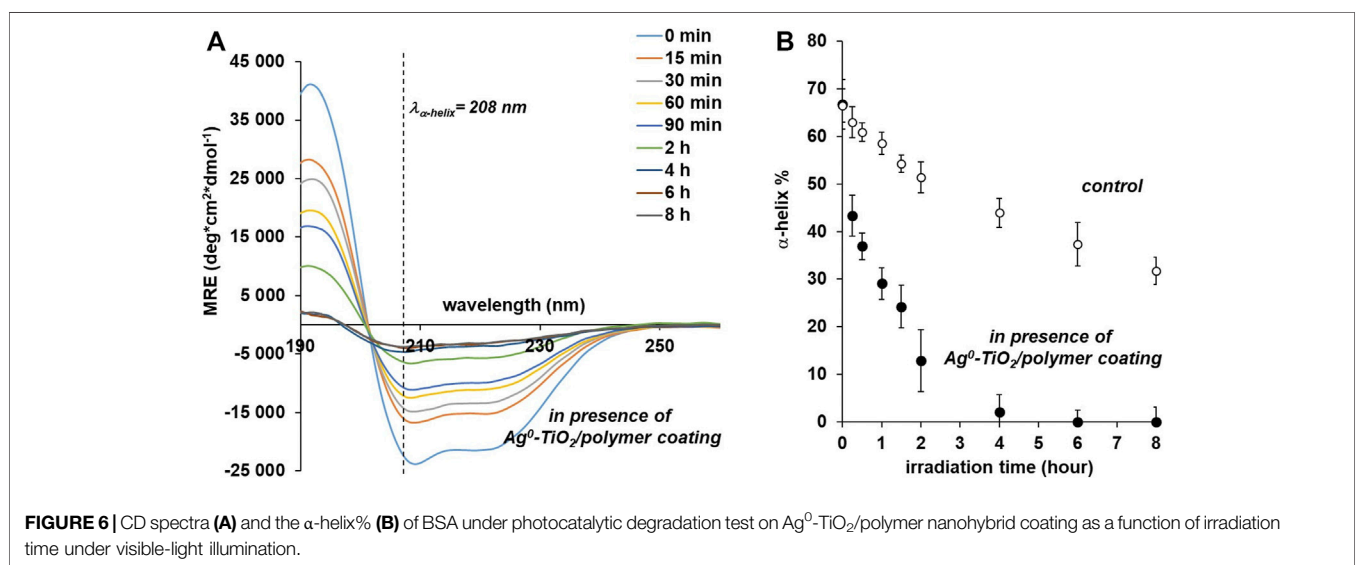 A
0 min
15 min
30 min
60 min
90 min
2 h
4 h
6 h
8 h
45 000
35 000
25 000
15 000
5 000
-5 000
-15 000
-25 000
MRE (deg*cm²*dmol⁻¹)
λα-helix= 208 nm
wavelength (nm)
190
210
230
250
in presence of
Ag⁰-TiO₂/polymer coating
B
80
70
60
50
40
30
20
10
0
α-helix %
control
in presence of
Ag⁰-TiO₂/polymer coating
0 1 2 3 4 5 6 7 8
irradiation time (hour)
FIGURE 6 | CD spectra (A) and the α-helix% (B) of BSA under photocatalytic degradation test on Ag⁰-TiO₂/polymer nanohybrid coating as a function of irradiation
time under visible-light illumination.